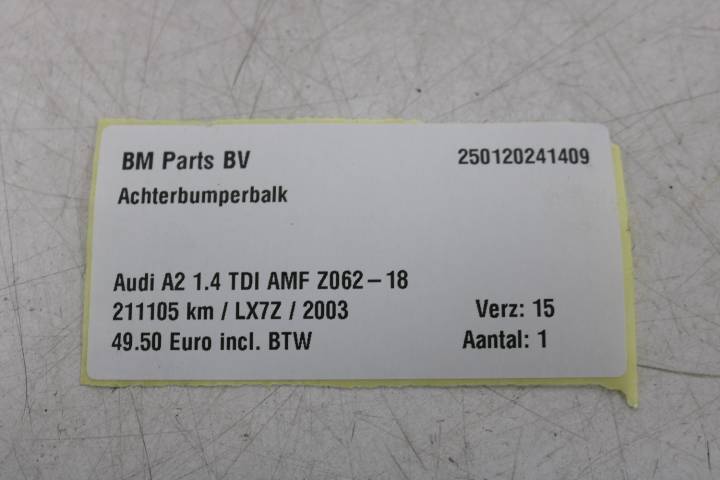 BM Parts BV 250120241409
Achterbumperbalk
Audi A2 1.4 TDI AMF Z062-18
211105 km / LX7Z / 2003 Verz: 15
49.50 Euro incl. BTW Aantal: 1